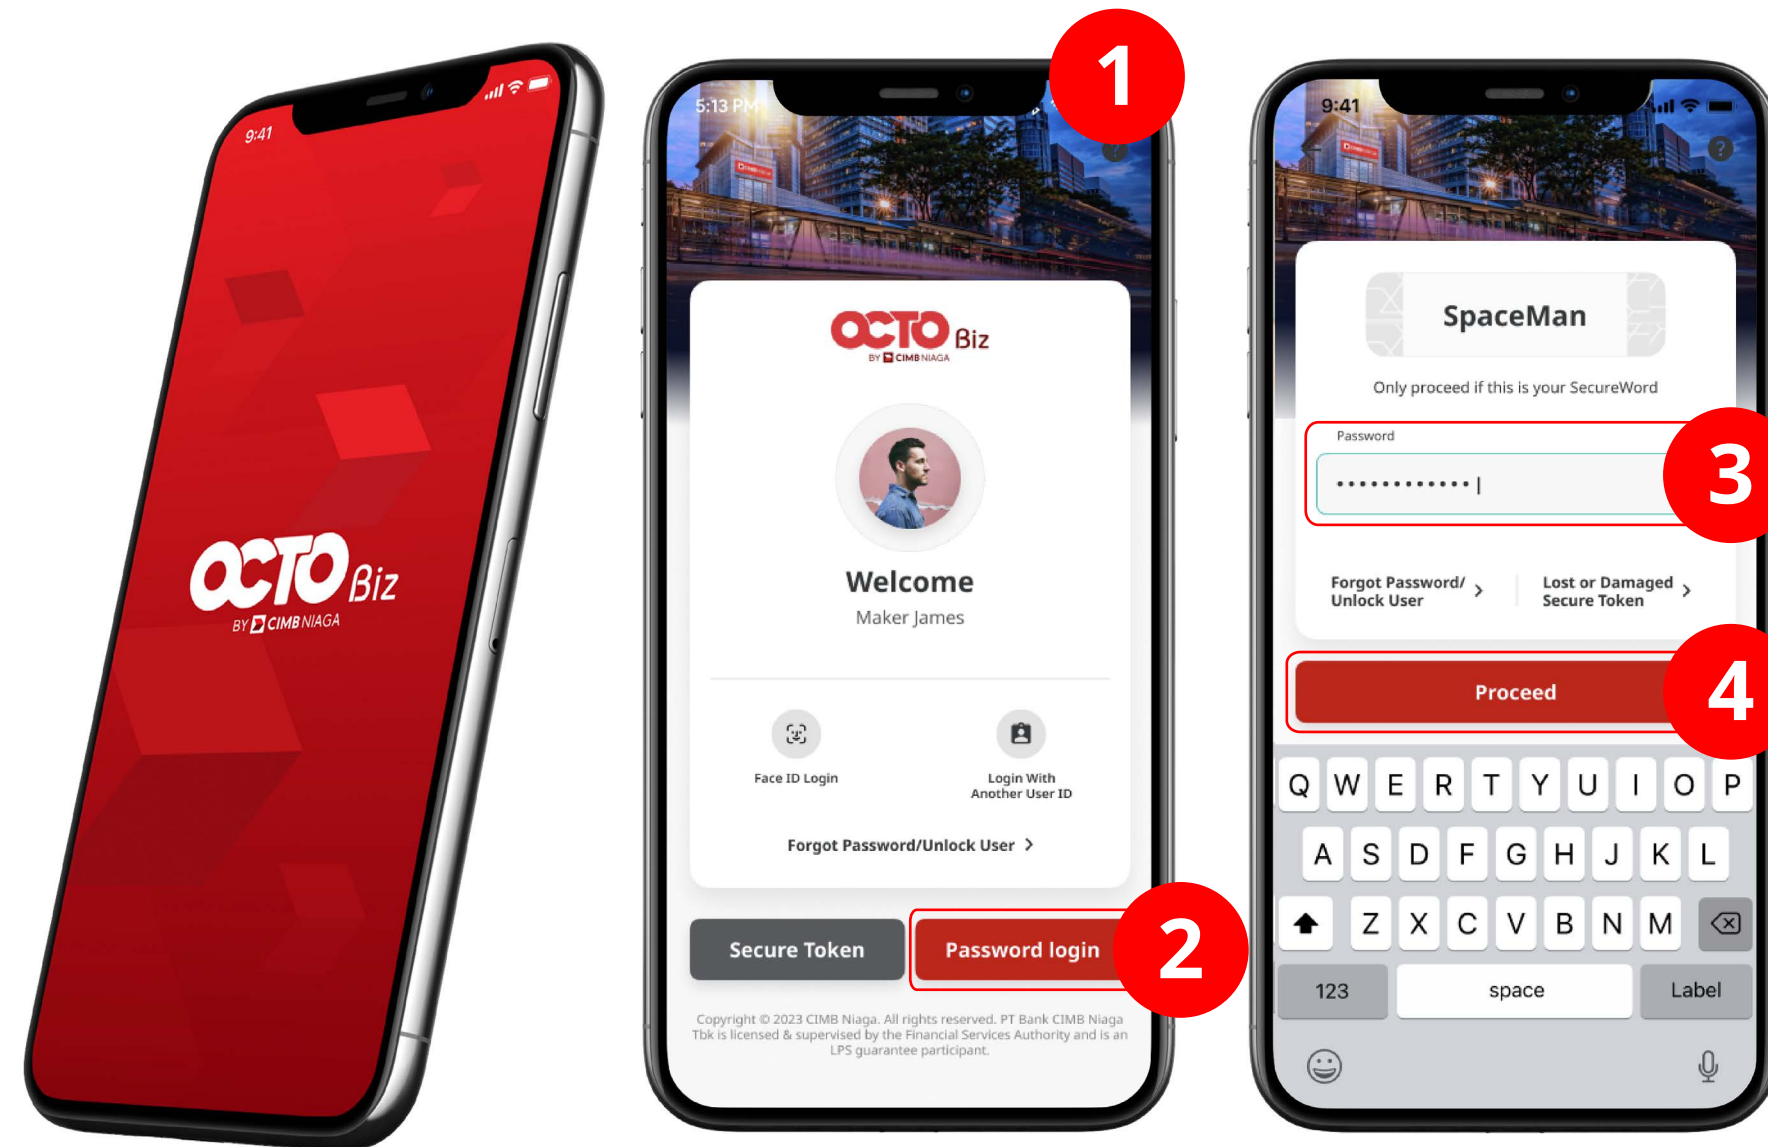 9:41
OCTO Biz
BY CIMB NIAGA
1
5:13 PM
?
OCTO Biz
BY CIMB NIAGA
Welcome
Maker James
Face ID Login
Login With
Another User ID
Forgot Password/Unlock User >
Secure Token
Password login
2
Copyright © 2023 CIMB Niaga. All rights reserved. PT Bank CIMB Niaga
Tbk is licensed & supervised by the Financial Services Authority and is an
LPS guarantee participant.
9:41
?
SpaceMan
Only proceed if this is your SecureWord
Password
••••••••••••|
3
Forgot Password/
Unlock User >
Lost or Damaged
Secure Token >
Proceed
4
Q W E R T Y U I O P
A S D F G H J K L
Z X C V B N M
123 space Label